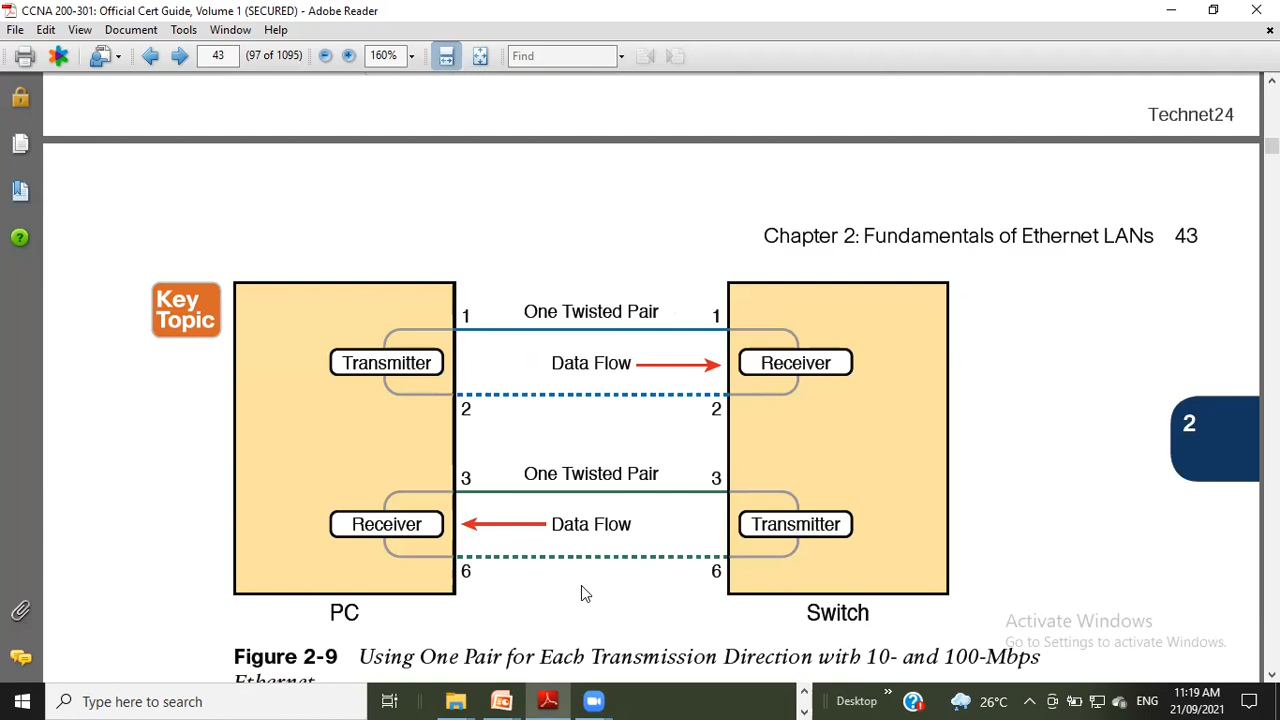 CCNA 200-301: Official Cert Guide, Volume 1 (SECURED) - Adobe Reader
File Edit View Document Tools Window Help
43 (97 of 1095) 160% Find
Technet24
Chapter 2: Fundamentals of Ethernet LANs 43
Key
Topic
1 One Twisted Pair 1
Transmitter Data Flow Receiver
2 2
2
3 One Twisted Pair 3
Receiver Data Flow Transmitter
6 6
PC Switch
Activate Windows
Go to Settings to activate Windows.
Figure 2-9 Using One Pair for Each Transmission Direction with 10- and 100-Mbps
Ethernet
Type here to search
Desktop
26°C
ENG
11:19 AM
21/09/2021